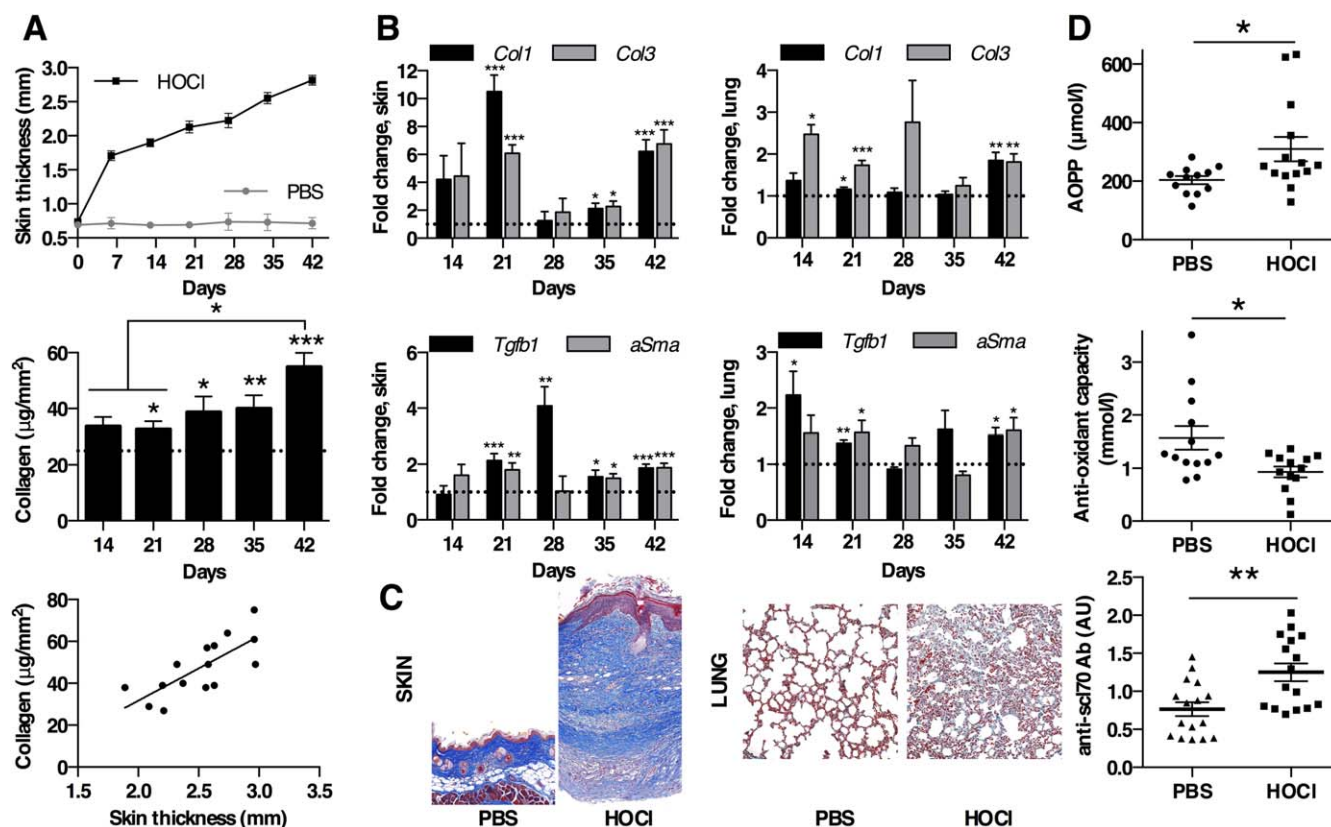 A
HOCl
PBS
Skin thickness (mm)
3.0
2.5
2.0
1.5
1.0
0.5
0 7 14 21 28 35 42
Days
*
* * ** ***
Collagen (µg/mm²)
60
40
20
0
14 21 28 35 42
Days
Collagen (µg/mm²)
80
60
40
20
0
1.5 2.0 2.5 3.0 3.5
Skin thickness (mm)
B
Col1 Col3
Fold change, skin
12
10
8
6
4
2
0
*** *** * * *** ***
14 21 28 35 42
Days
Col1 Col3
Fold change, lung
4
3
2
1
0
* * *** ** **
14 21 28 35 42
Days
Tgfb1 aSma
Fold change, skin
6
4
2
0
*** ** ** * * *** ***
14 21 28 35 42
Days
Tgfb1 aSma
Fold change, lung
3
2
1
0
* ** * * *
14 21 28 35 42
Days
C
SKIN
PBS HOCl
LUNG
PBS HOCl
D
*
AOPP (µmol/l)
600
400
200
0
PBS HOCl
*
Anti-oxidant capacity
(mmol/l)
3
2
1
0
PBS HOCl
**
anti-scl70 Ab (AU)
2.5
2.0
1.5
1.0
0.5
0.0
PBS HOCl